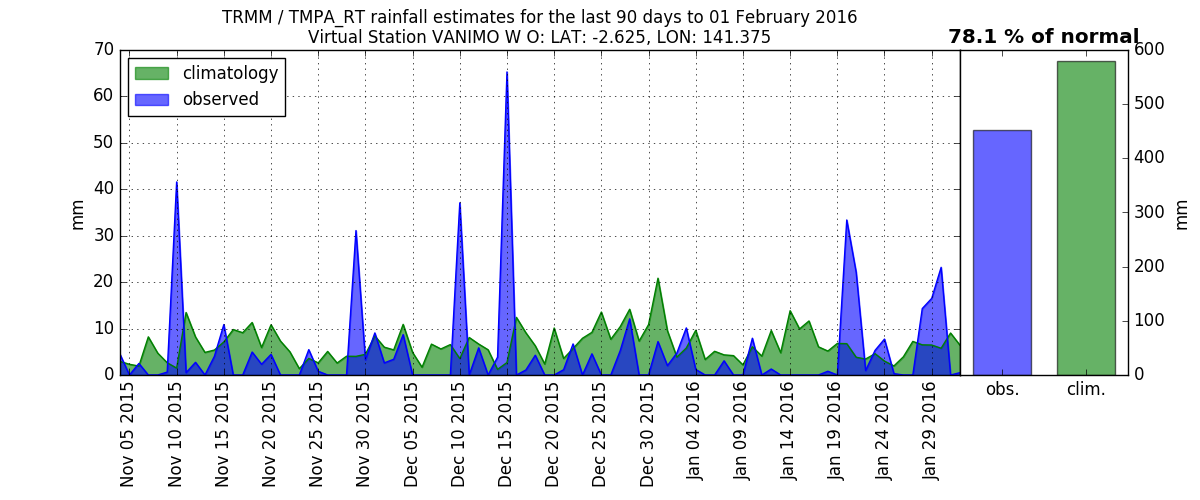 TRMM / TMPA_RT rainfall estimates for the last 90 days to 01 February 2016
Virtual Station VANIMO W O: LAT: -2.625, LON: 141.375
78.1 % of normal
climatology
observed
70
60
50
40
30
20
10
0
mm
Nov 05 2015
Nov 10 2015
Nov 15 2015
Nov 20 2015
Nov 25 2015
Nov 30 2015
Dec 05 2015
Dec 10 2015
Dec 15 2015
Dec 20 2015
Dec 25 2015
Dec 30 2015
Jan 04 2016
Jan 09 2016
Jan 14 2016
Jan 19 2016
Jan 24 2016
Jan 29 2016
obs.
clim.
600
500
400
300
200
100
0
mm